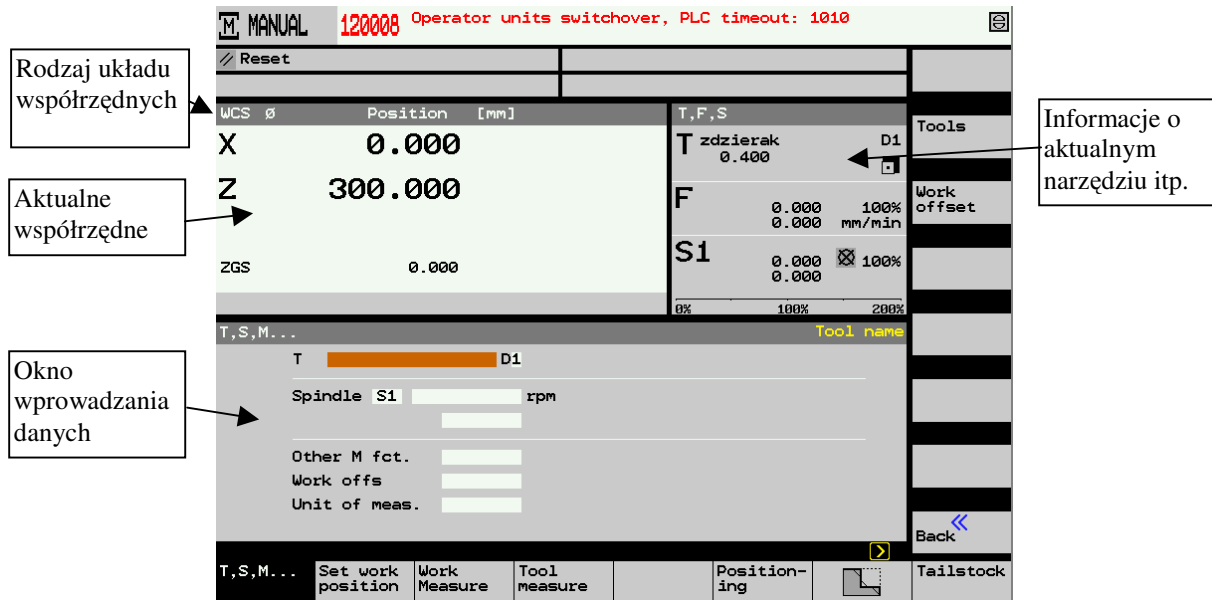 M MANUAL 120008 Operator units switchover, PLC timeout: 1010
Rodzaj układu
współrzędnych
Reset
WCS Ø Position [mm]
X 0.000
Z 300.000
ZGS 0.000
Aktualne
współrzędne
T,F,S
T zdzierak D1
0.400
F 0.000 100%
0.000 mm/min
S1 0.000 100%
0.000
0% 100% 200%
Tools
Work
offset
Informacje o
aktualnym
narzędziu itp.
T,S,M... Tool name
T D1
Spindle S1 rpm
Other M fct.
Work offs
Unit of meas.
Okno
wprowadzania
danych
« Back
T,S,M...
Set work
position
Work
Measure
Tool
measure
Position-
ing
Tailstock